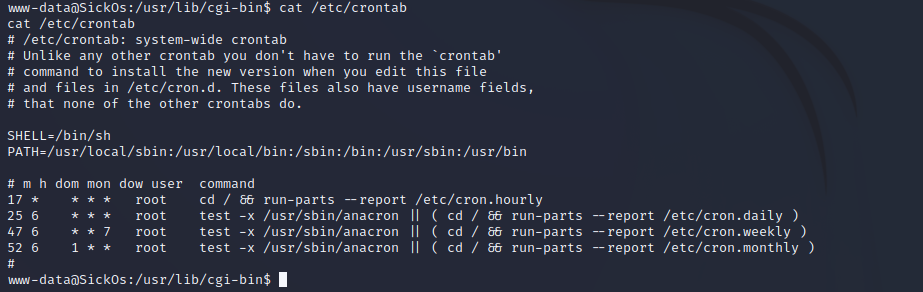 www-data@SickOs:/usr/lib/cgi-bin$ cat /etc/crontab
cat /etc/crontab
# /etc/crontab: system-wide crontab
# Unlike any other crontab you don't have to run the `crontab'
# command to install the new version when you edit this file
# and files in /etc/cron.d. These files also have username fields,
# that none of the other crontabs do.

SHELL=/bin/sh
PATH=/usr/local/sbin:/usr/local/bin:/sbin:/bin:/usr/sbin:/usr/bin

# m h dom mon dow user  command
17 *    * * *   root    cd / && run-parts --report /etc/cron.hourly
25 6    * * *   root    test -x /usr/sbin/anacron || ( cd / && run-parts --report /etc/cron.daily )
47 6    * * 7   root    test -x /usr/sbin/anacron || ( cd / && run-parts --report /etc/cron.weekly )
52 6    1 * *   root    test -x /usr/sbin/anacron || ( cd / && run-parts --report /etc/cron.monthly )
#
www-data@SickOs:/usr/lib/cgi-bin$